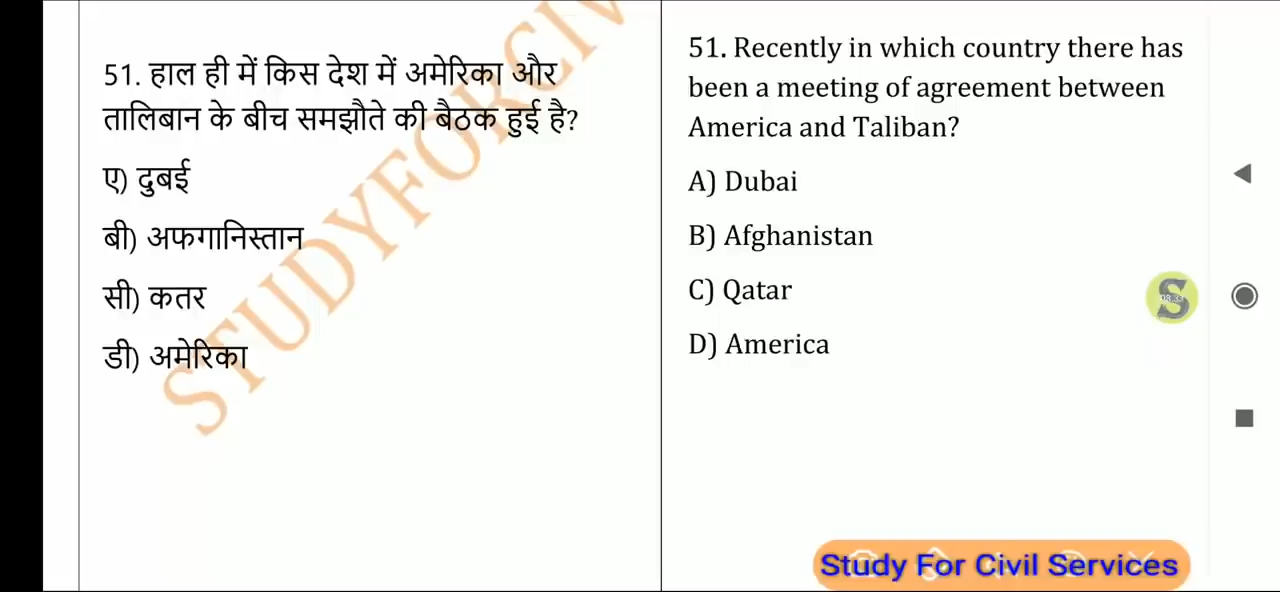 51. हाल ही में किस देश में अमेरिका और
तालिबान के बीच समझौते की बैठक हुई है?
ए) दुबई
बी) अफगानिस्तान
सी) कतर
डी) अमेरिका
51. Recently in which country there has
been a meeting of agreement between
America and Taliban?
A) Dubai
B) Afghanistan
C) Qatar
D) America
STUDYFORCIV
S
Study For Civil Services